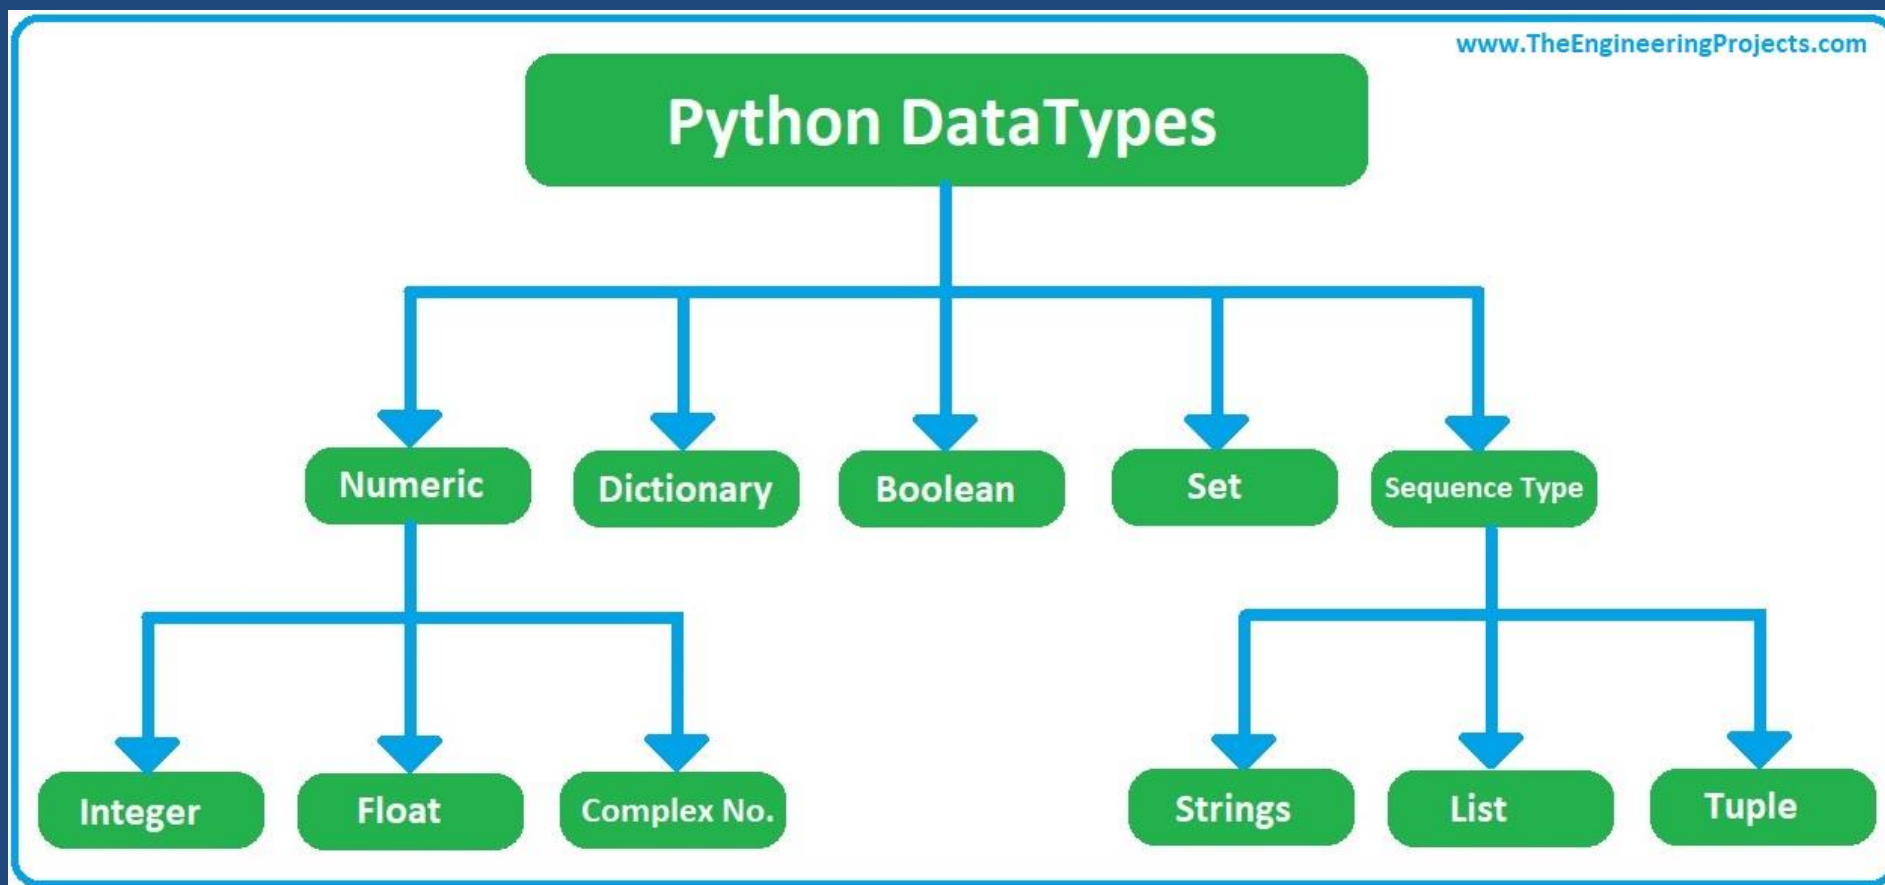 www.TheEngineeringProjects.com
Python DataTypes
Numeric
Dictionary
Boolean
Set
Sequence Type
Integer
Float
Complex No.
Strings
List
Tuple